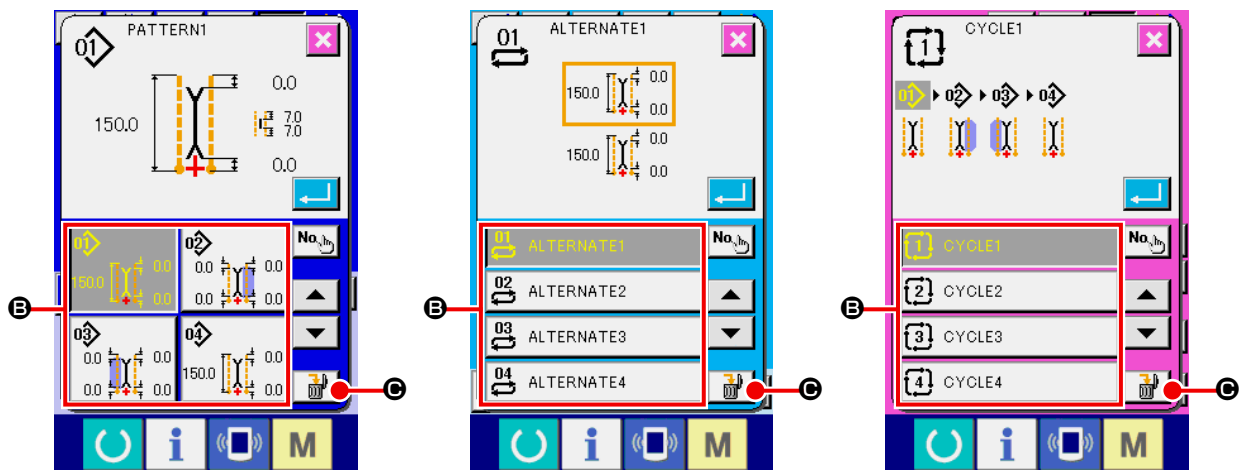 01 PATTERN1
0.0
150.0
7.0
7.0
0.0
01
150.0 0.0
0.0
02
0.0 0.0
0.0 0.0
No.
03
0.0 0.0
0.0 0.0
04
150.0 0.0
0.0
B
C
i M
01 ALTERNATE1
150.0 0.0
0.0
150.0 0.0
0.0
01 ALTERNATE1
No.
02 ALTERNATE2
03 ALTERNATE3
04 ALTERNATE4
B
C
i M
1 CYCLE1
01 02 03 04
1 CYCLE1
No.
2 CYCLE2
3 CYCLE3
4 CYCLE4
B
C
i M